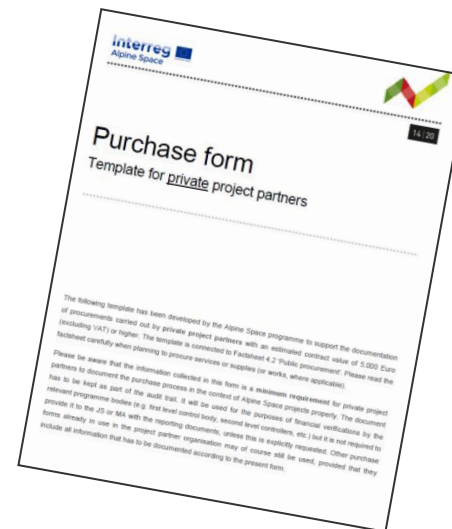 Interreg
Alpine Space
14 | 20
Purchase form
Template for private project partners
The following template has been developed by the Alpine Space programme to support the documentation
of procurements carried out by private project partners with an estimated contract value of 5,000 Euro
(excluding VAT) or higher. The template is connected to Factsheet 4.2 'Public procurement'. Please read the
factsheet carefully when planning to procure services or supplies (or works, where applicable).
Please be aware that the information collected in this form is a minimum requirement for private project
partners to document the purchase process in the context of Alpine Space projects properly. The document
has to be kept as part of the audit trail. It will be used for the purposes of financial verifications by the
relevant programme bodies (e.g. first level control body, second level controllers, etc.) but it is not required to
provide it to the JS or MA with the reporting documents, unless this is explicitly requested. Other purchase
forms already in use in the project partner organisation may of course still be used, provided that they
include all information that has to be documented according to the present form.